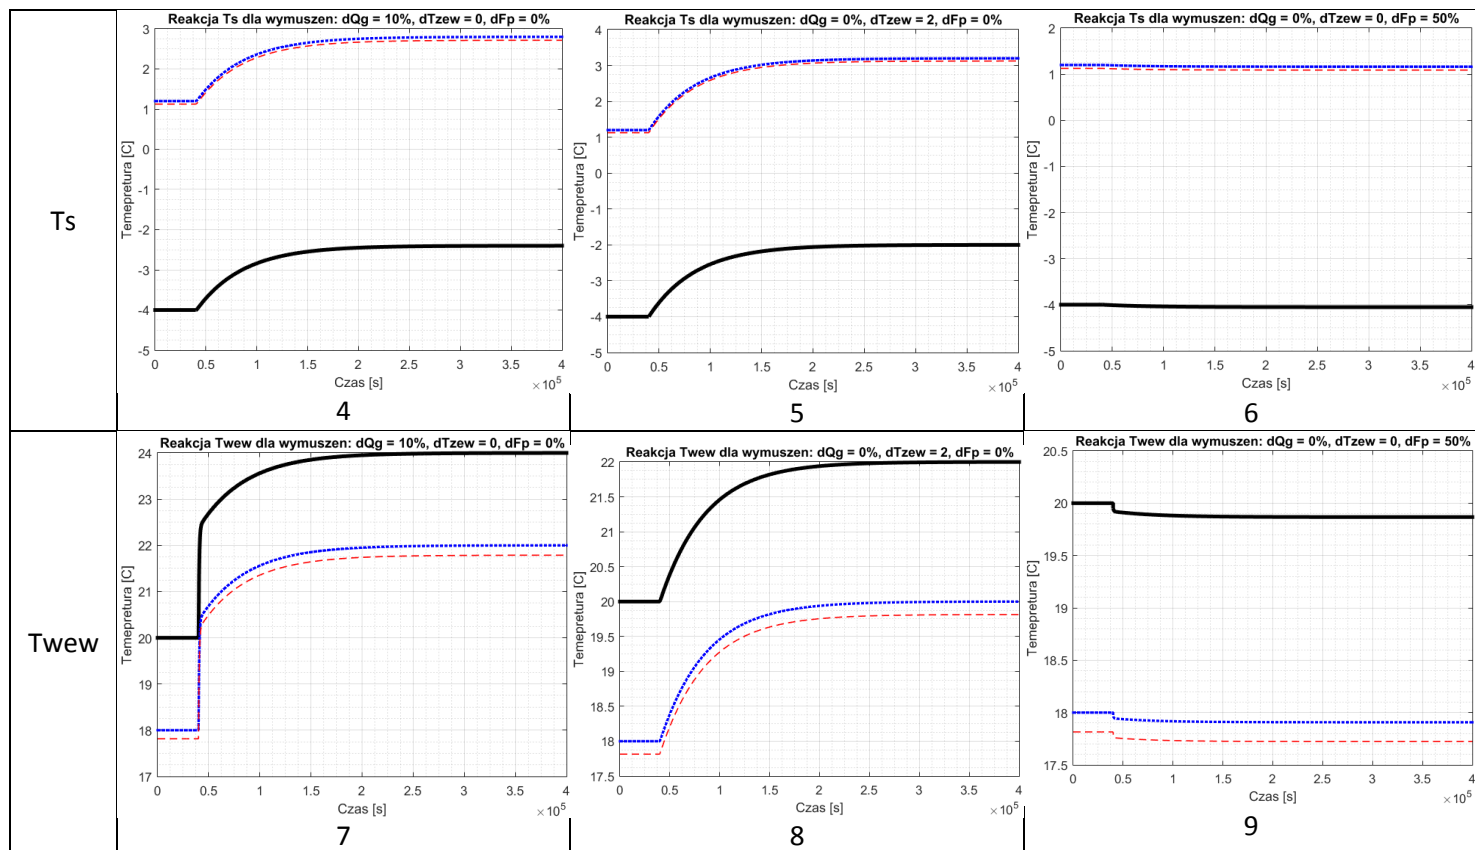 Ts
Reakcja Ts dla wymuszen: dQg = 10%, dTzew = 0, dFp = 0%
Temepretura [C]
3
2
1
0
-1
-2
-3
-4
-5
0 0.5 1 1.5 2 2.5 3 3.5 4
Czas [s]
×10^5
4
Reakcja Ts dla wymuszen: dQg = 0%, dTzew = 2, dFp = 0%
Temepretura [C]
4
3
2
1
0
-1
-2
-3
-4
-5
0 0.5 1 1.5 2 2.5 3 3.5 4
Czas [s]
×10^5
5
Reakcja Ts dla wymuszen: dQg = 0%, dTzew = 0, dFp = 50%
Temepretura [C]
2
1
0
-1
-2
-3
-4
-5
0 0.5 1 1.5 2 2.5 3 3.5 4
Czas [s]
×10^5
6
Twew
Reakcja Twew dla wymuszen: dQg = 10%, dTzew = 0, dFp = 0%
Temepretura [C]
24
23
22
21
20
19
18
17
0 0.5 1 1.5 2 2.5 3 3.5 4
Czas [s]
×10^5
7
Reakcja Twew dla wymuszen: dQg = 0%, dTzew = 2, dFp = 0%
Temepretura [C]
22
21.5
21
20.5
20
19.5
19
18.5
18
17.5
0 0.5 1 1.5 2 2.5 3 3.5 4
Czas [s]
×10^5
8
Reakcja Twew dla wymuszen: dQg = 0%, dTzew = 0, dFp = 50%
Temepretura [C]
20.5
20
19.5
19
18.5
18
17.5
0 0.5 1 1.5 2 2.5 3 3.5 4
Czas [s]
×10^5
9